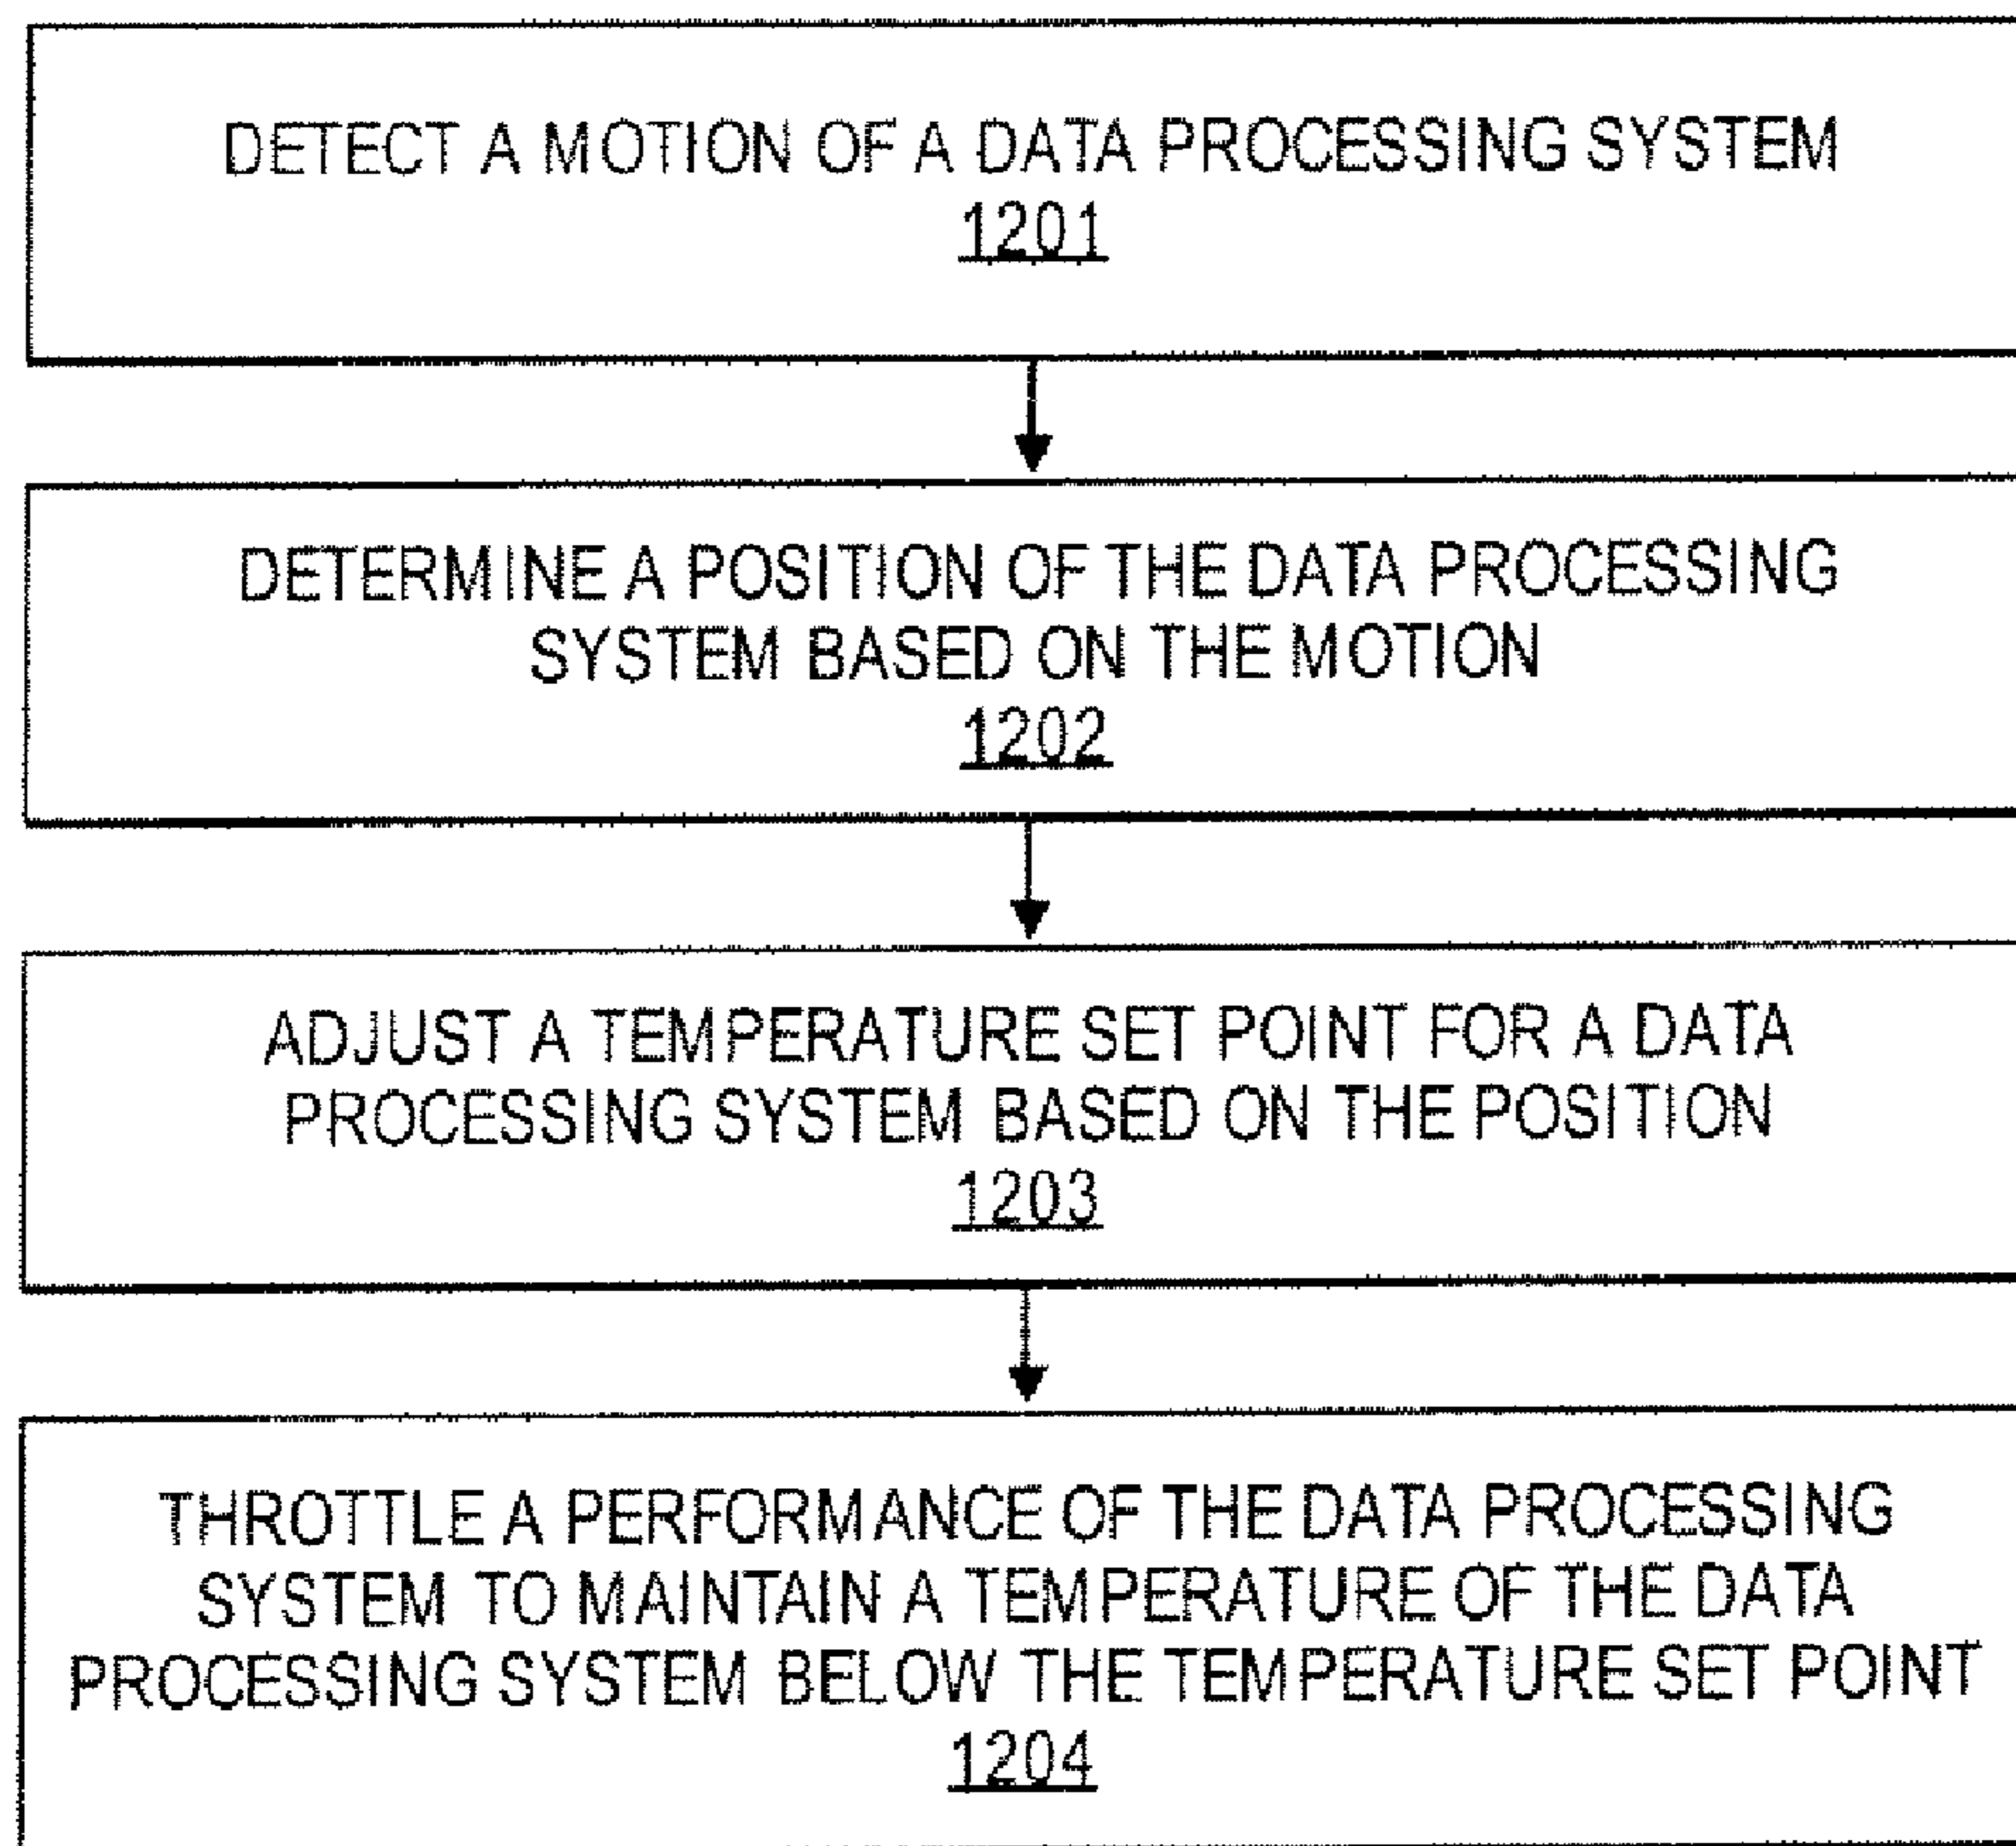 DETECT A MOTION OF A DATA PROCESSING SYSTEM
1201
DETERMINE A POSITION OF THE DATA PROCESSING
SYSTEM BASED ON THE MOTION
1202
ADJUST A TEMPERATURE SET POINT FOR A DATA
PROCESSING SYSTEM BASED ON THE POSITION
1203
THROTTLE A PERFORMANCE OF THE DATA PROCESSING
SYSTEM TO MAINTAIN A TEMPERATURE OF THE DATA
PROCESSING SYSTEM BELOW THE TEMPERATURE SET POINT
1204